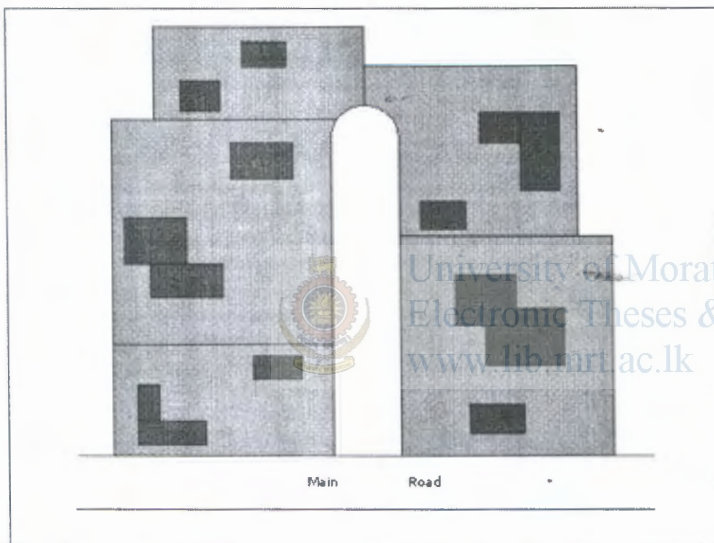 University of Morat
Electronic Theses &
www.lib.mrt.ac.lk
Main Road